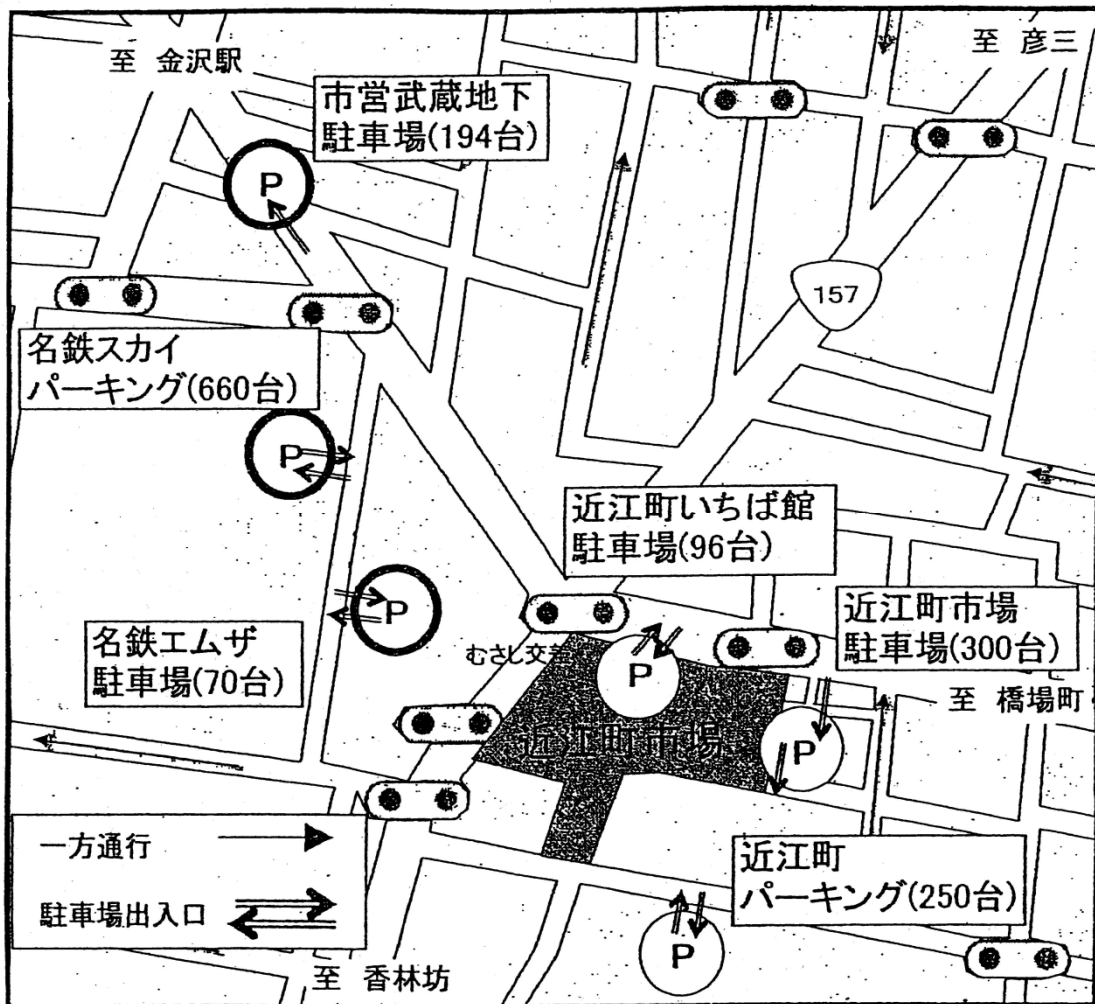 至 金沢駅
至 彦三
市営武蔵地下
駐車場(194台)
P
157
名鉄スカイ
パーキング(660台)
P
近江町いちば館
駐車場(96台)
P
近江町市場
駐車場(300台)
名鉄エムザ
駐車場(70台)
むさし交差
P
至 橋場町
近江町市場
P
一方通行
駐車場出入口
近江町
パーキング(250台)
P
至 香林坊